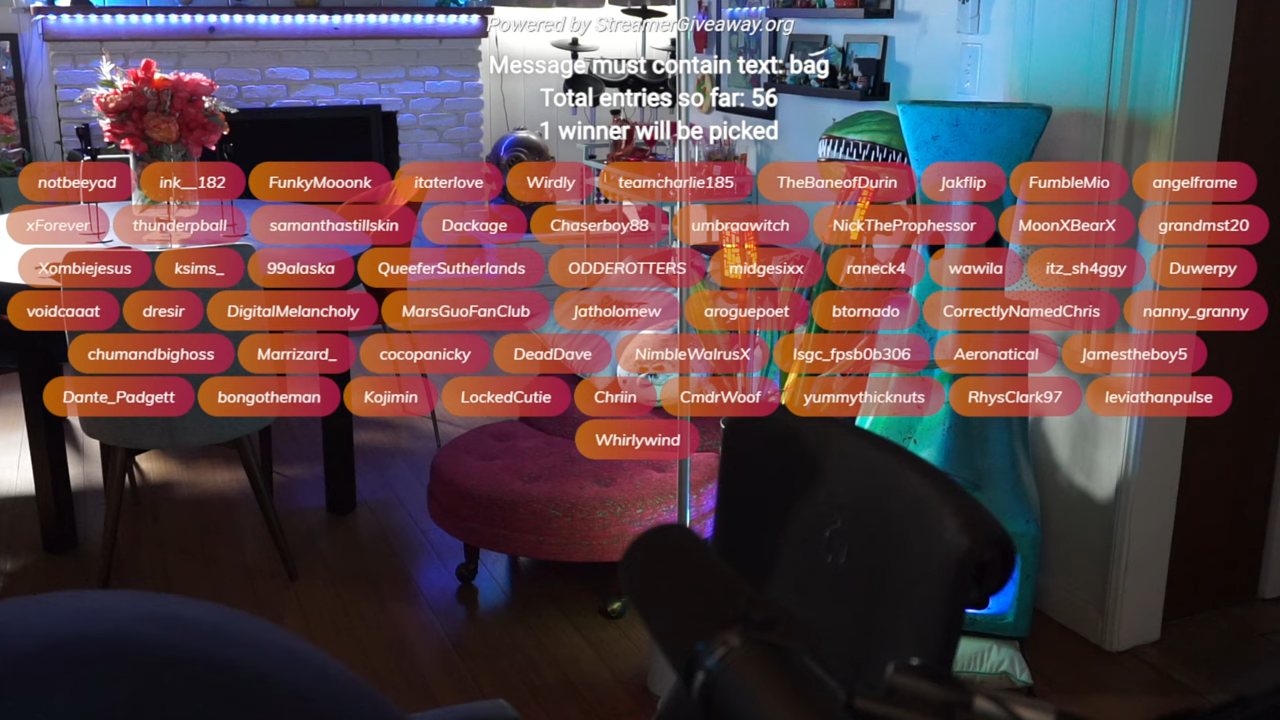 Powered by StreamerGiveaway.org
Message must contain text: bag
Total entries so far: 56
1 winner will be picked
notbeeyad ink__182 FunkyMooonk itaterlove Wirdly teamcharlie185 TheBaneofDurin Jakflip FumbleMio angelframe
xForever thunderpball samanthastillskin Dackage Chaserboy88 umbraawitch NickTheProphessor MoonXBearX grandmst20
Xombiejesus ksims_ 99alaska QueeferSutherlands ODDEROTTERS midgesixx raneck4 wawila itz_sh4ggy Duwerpy
voidcaaat dresir DigitalMelancholy MarsGuoFanClub Jatholomew aroguepoet btornado CorrectlyNamedChris nanny_granny
chumandbighoss Marrizard_ cocopanicky DeadDave NimbleWalrusX lsgc_fpsb0b306 Aeronatical Jamestheboy5
Dante_Padgett bongotheman Kojimin LockedCutie Chriin CmdrWoof yummythicknuts RhysClark97 leviathanpulse
Whirlywind